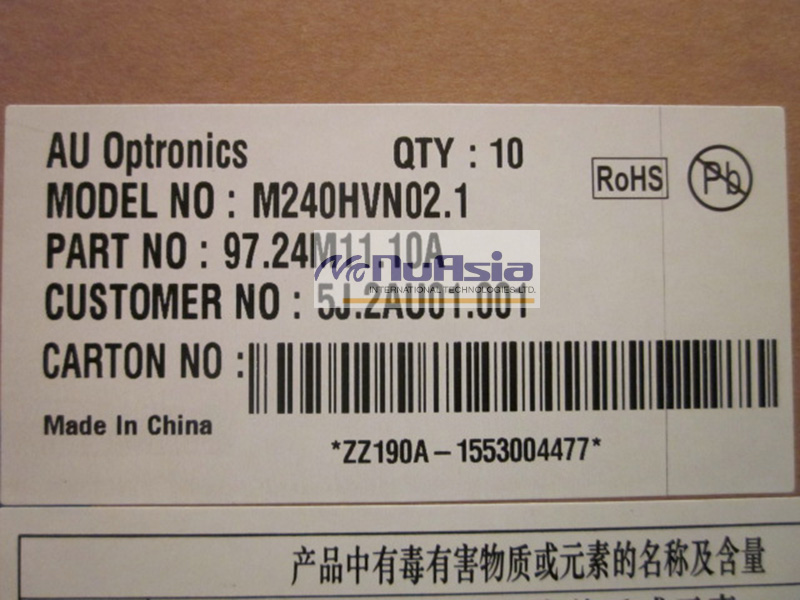 AU Optronics QTY : 10
RoHS Pb
MODEL NO : M240HVN02.1
PART NO : 97.24M11.10A
NuAsia
INTERNATIONAL TECHNOLOGIES LTD.
CUSTOMER NO :
CARTON NO :
Made In China
*ZZ190A-1553004477*
产品中有毒有害物质或元素的名称及含量